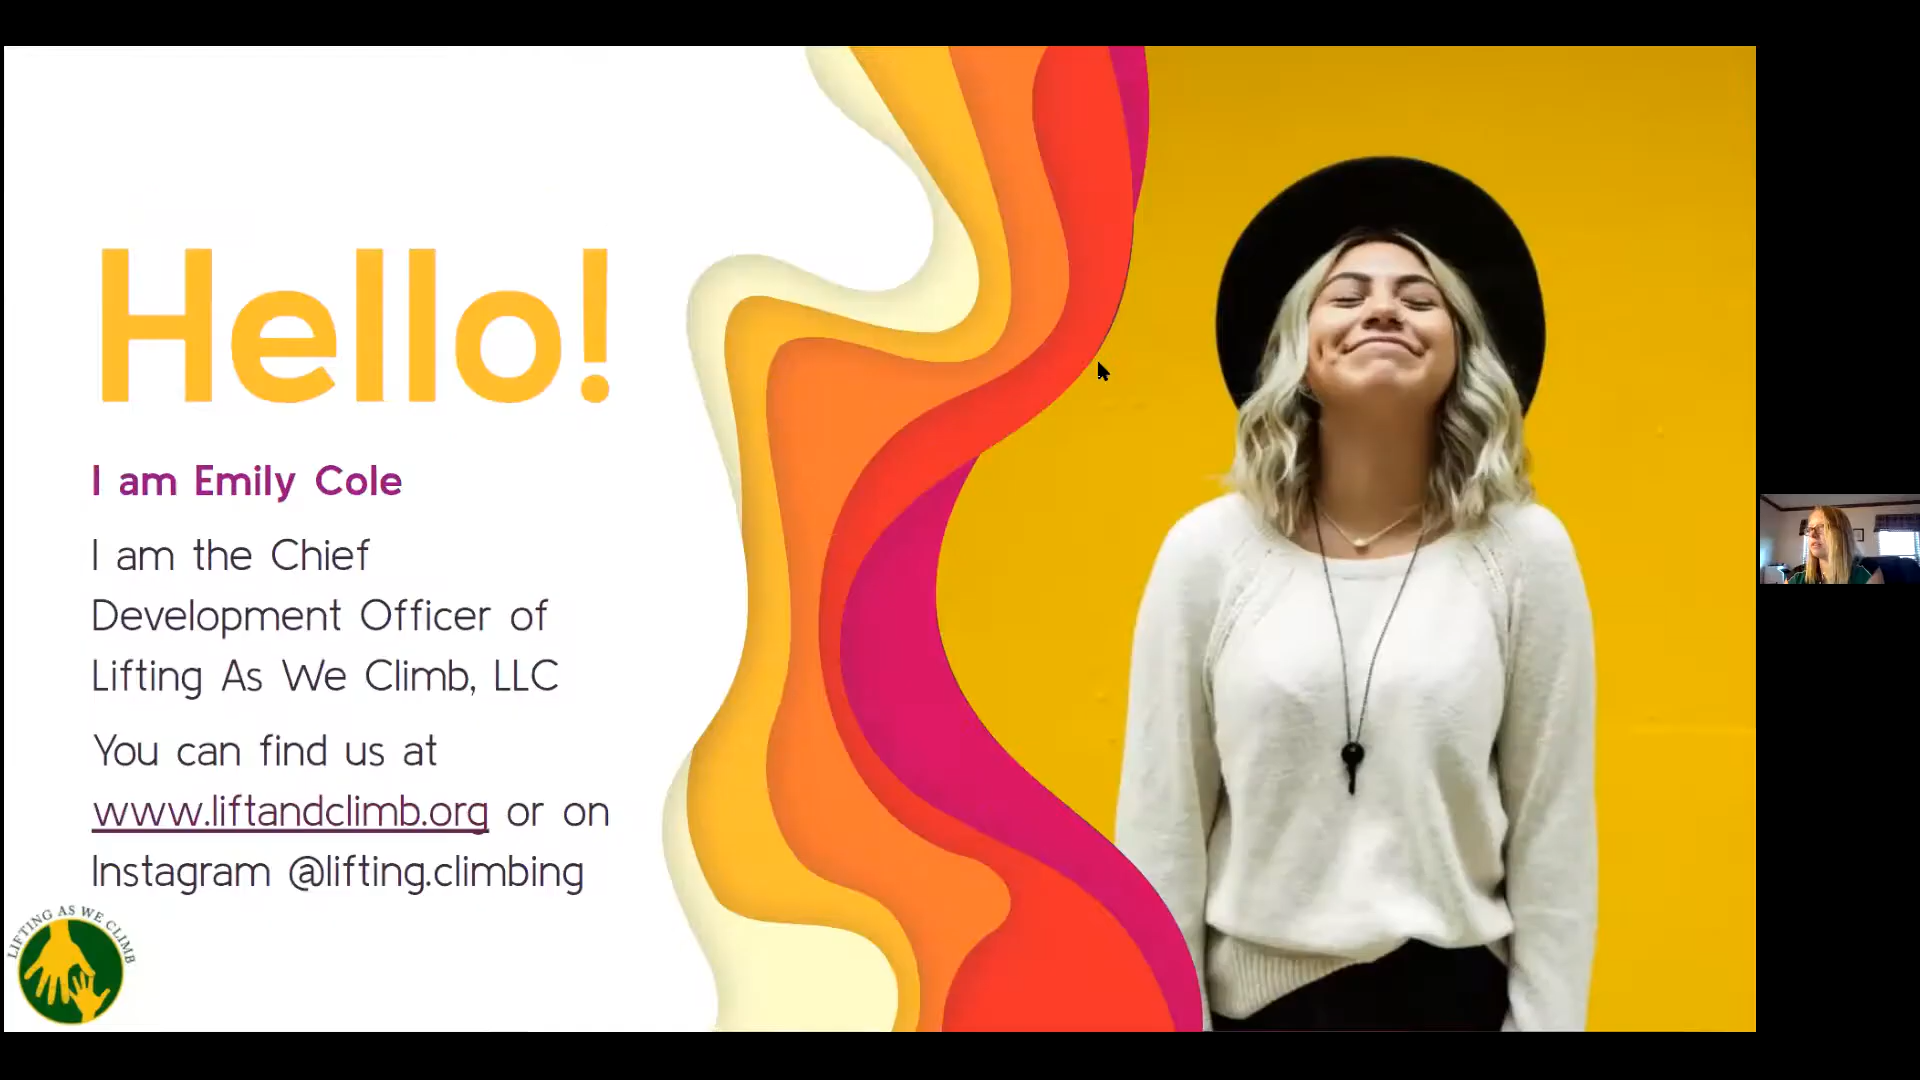 Hello!
I am Emily Cole
I am the Chief
Development Officer of
Lifting As We Climb, LLC
You can find us at
www.liftandclimb.org or on
Instagram @lifting.climbing
LIFTING AS WE CLIMB